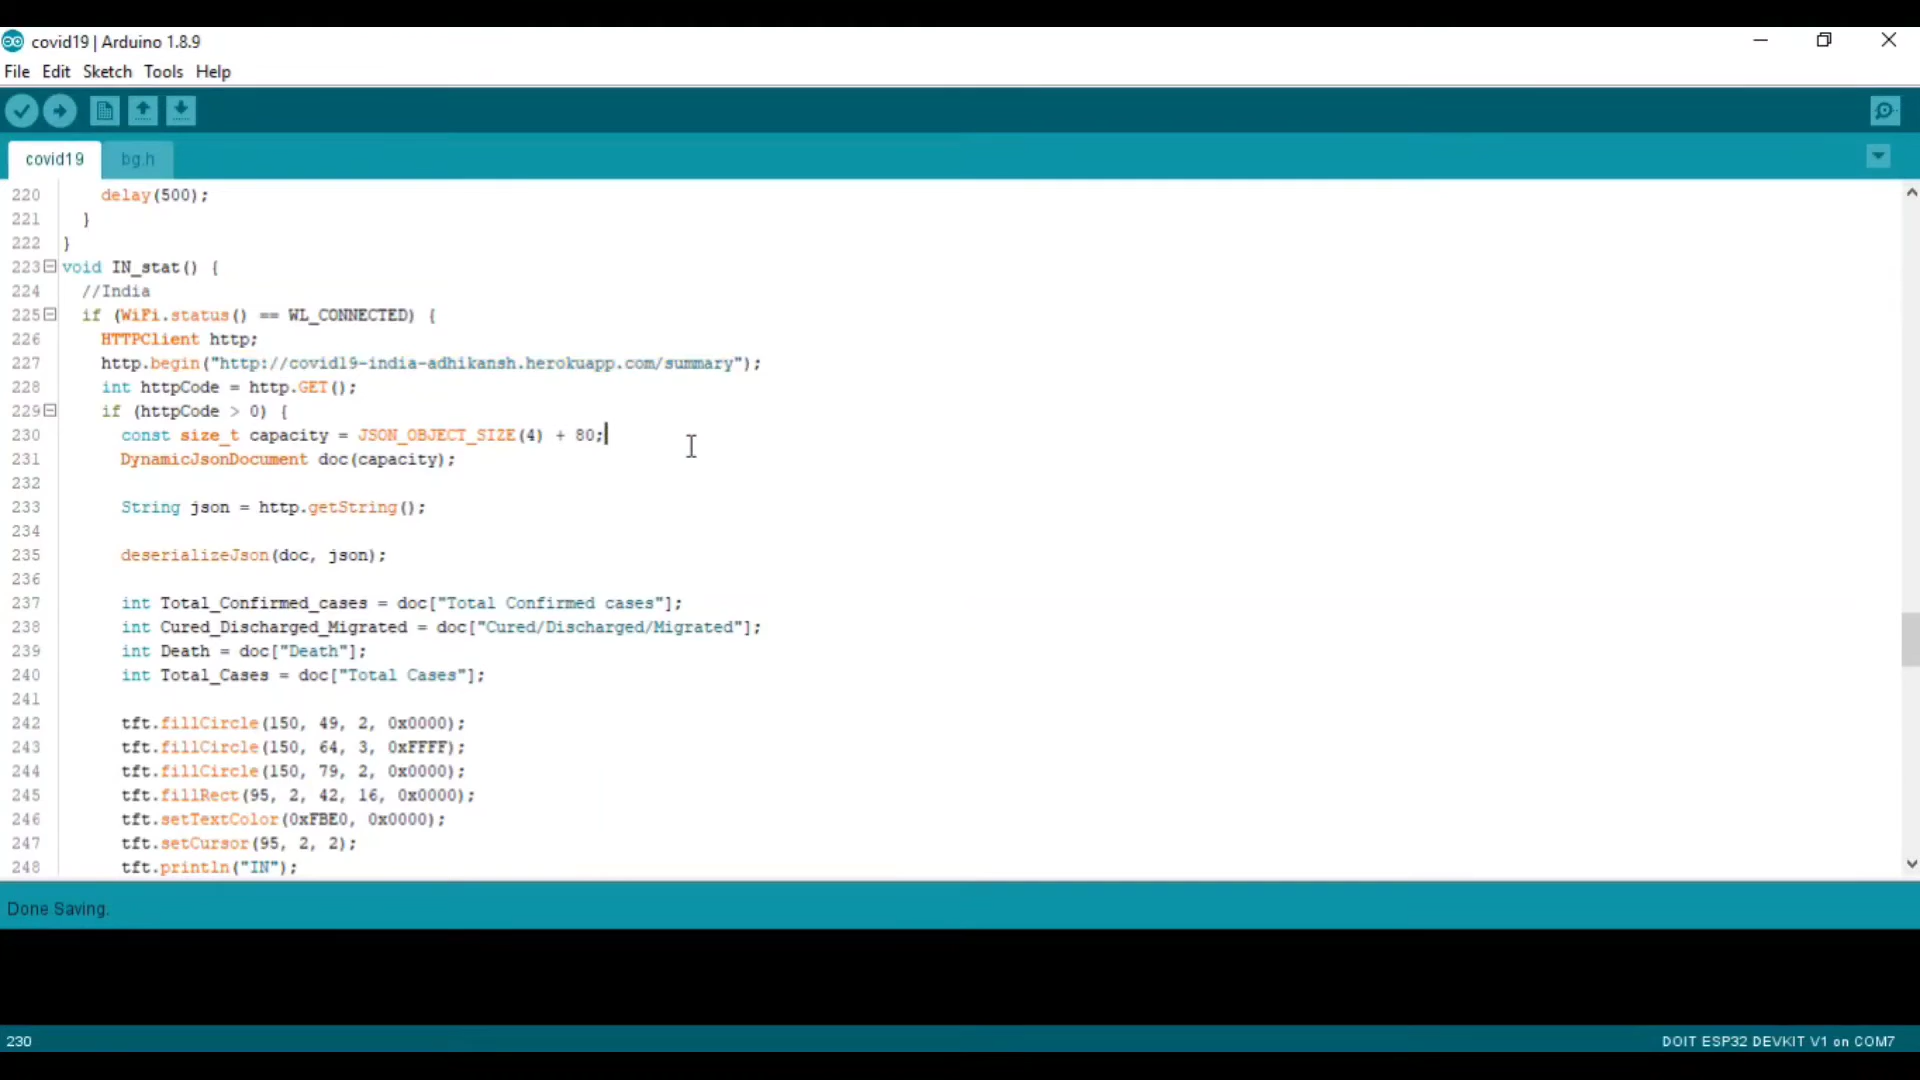 covid19 | Arduino 1.8.9
File Edit Sketch Tools Help
covid19 bg.h
220 delay(500);
221 }
222 }
223 void IN_stat() {
224 //India
225 if (WiFi.status() == WL_CONNECTED) {
226 HTTPClient http;
227 http.begin("http://covid19-india-adhikansh.herokuapp.com/summary");
228 int httpCode = http.GET();
229 if (httpCode > 0) {
230 const size_t capacity = JSON_OBJECT_SIZE(4) + 80;
231 DynamicJsonDocument doc(capacity);
232
233 String json = http.getString();
234
235 deserializeJson(doc, json);
236
237 int Total_Confirmed_cases = doc["Total Confirmed cases"];
238 int Cured_Discharged_Migrated = doc["Cured/Discharged/Migrated"];
239 int Death = doc["Death"];
240 int Total_Cases = doc["Total Cases"];
241
242 tft.fillCircle(150, 49, 2, 0x0000);
243 tft.fillCircle(150, 64, 3, 0xFFFF);
244 tft.fillCircle(150, 79, 2, 0x0000);
245 tft.fillRect(95, 2, 42, 16, 0x0000);
246 tft.setTextColor(0xFBE0, 0x0000);
247 tft.setCursor(95, 2, 2);
248 tft.println("IN");
Done Saving.
230 DOIT ESP32 DEVKIT V1 on COM7